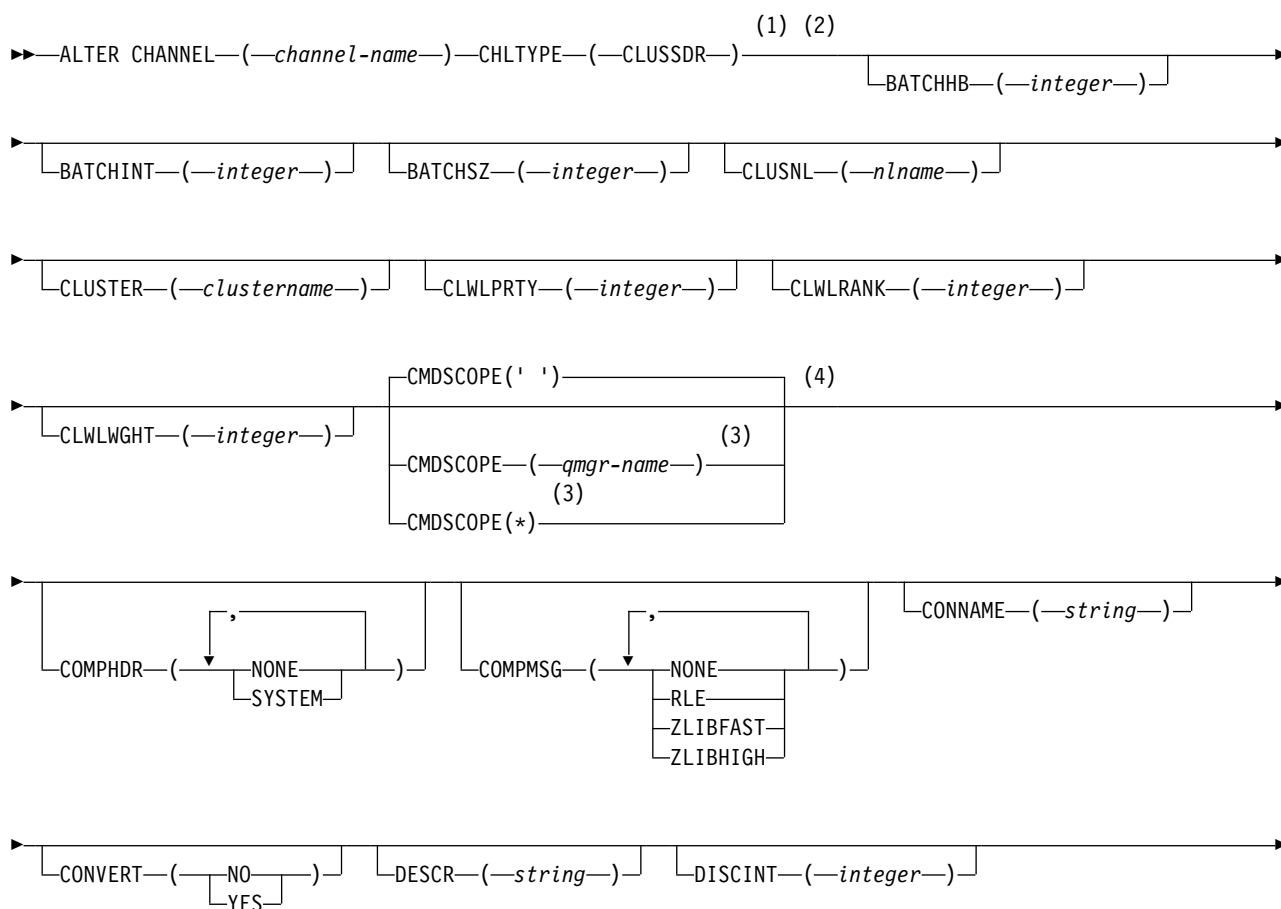 (1) (2)
ALTER CHANNEL ( channel-name ) CHLTYPE ( CLUSSDR )
BATCHHB ( integer )
BATCHINT ( integer ) BATCHSZ ( integer ) CLUSNL ( nlname )
CLUSTER ( clustername ) CLWLPRTY ( integer ) CLWLRANK ( integer )
CMDSCOPE(' ') (4)
CLWLWGHT ( integer ) (3)
CMDSCOPE ( qmgr-name )
(3)
CMDSCOPE(*)
CONNAME ( string )
, ,
COMPHDR ( NONE ) COMPMSG ( NONE )
SYSTEM RLE
ZLIBFAST
ZLIBHIGH
CONVERT ( NO ) DESCR ( string ) DISCINT ( integer )
YES